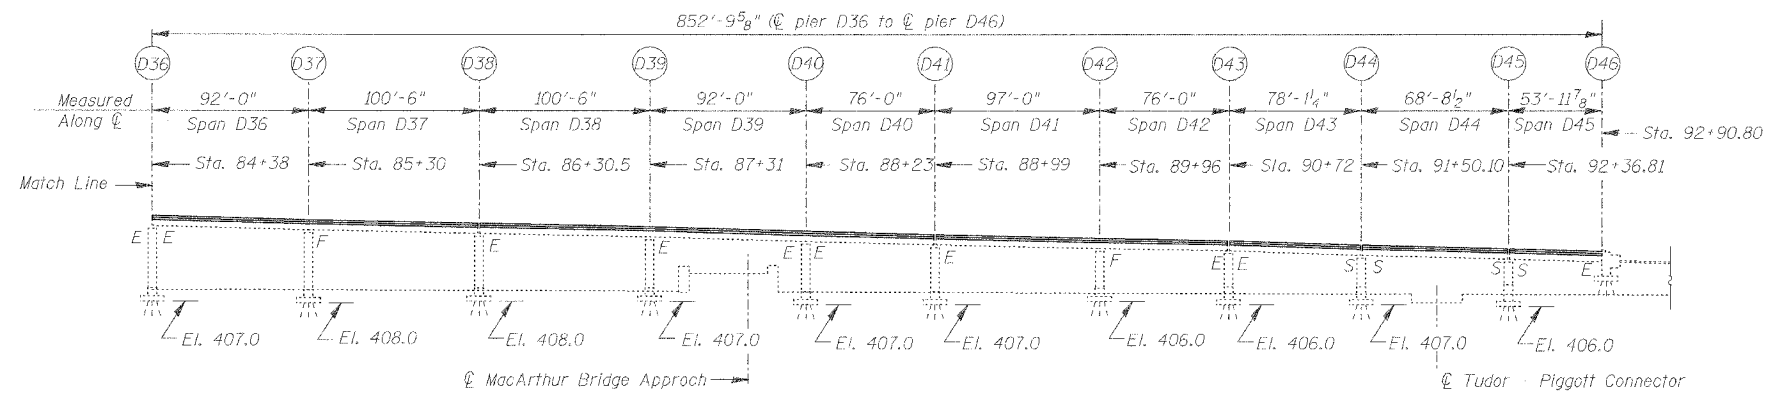 852'-9 5/8" (℄ pier D36 to ℄ pier D46)
D36 D37 D38 D39 D40 D41 D42 D43 D44 D45 D46
Measured Along ℄
92'-0" 100'-6" 100'-6" 92'-0" 76'-0" 97'-0" 76'-0" 78'-1 1/4" 68'-8 1/2" 53'-11 7/8"
Span D36 Span D37 Span D38 Span D39 Span D40 Span D41 Span D42 Span D43 Span D44 Span D45
Sta. 92+90.80
Sta. 84+38 Sta. 85+30 Sta. 86+30.5 Sta. 87+31 Sta. 88+23 Sta. 88+99 Sta. 89+96 Sta. 90+72 Sta. 91+50.10 Sta. 92+36.81
Match Line
E E F E E E E E F E E S S S S E
El. 407.0 El. 408.0 El. 408.0 El. 407.0 El. 407.0 El. 407.0 El. 406.0 El. 406.0 El. 407.0 El. 406.0
℄ MacArthur Bridge Approch
℄ Tudor - Piggott Connector